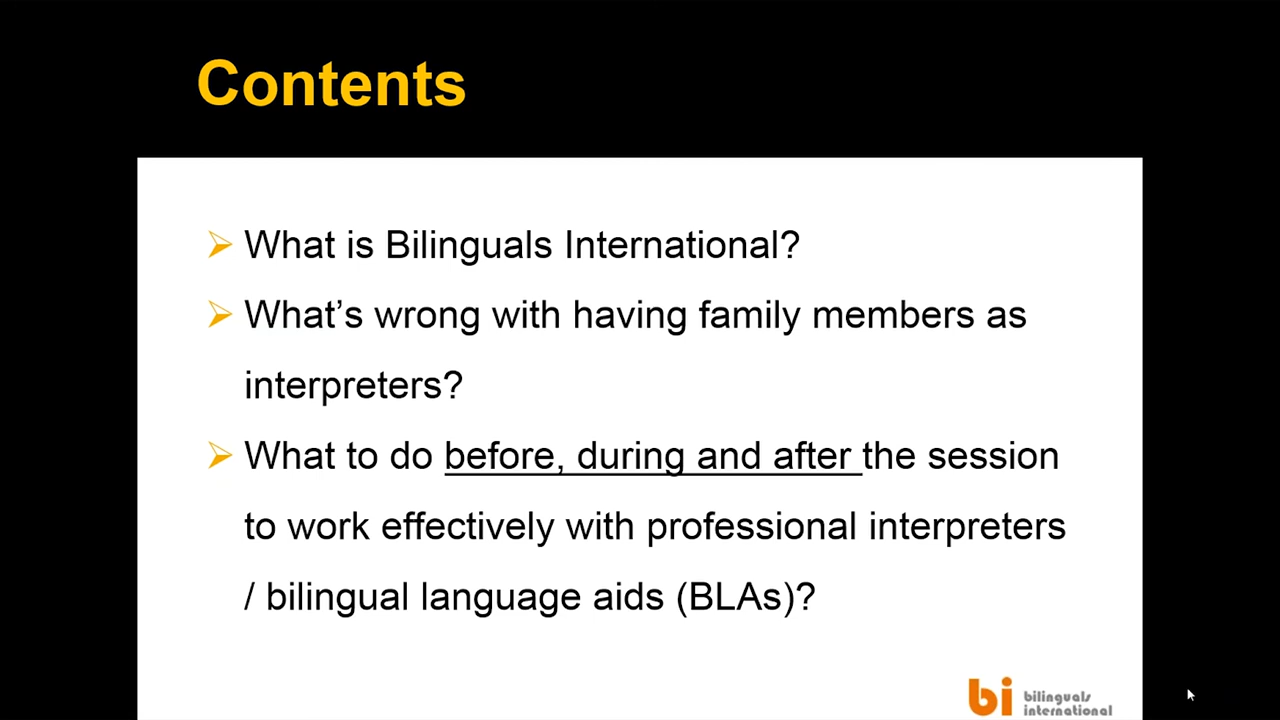 Contents
What is Bilinguals International?
What's wrong with having family members as
interpreters?
What to do before, during and after the session
to work effectively with professional interpreters
/ bilingual language aids (BLAs)?
bi bilinguals
international